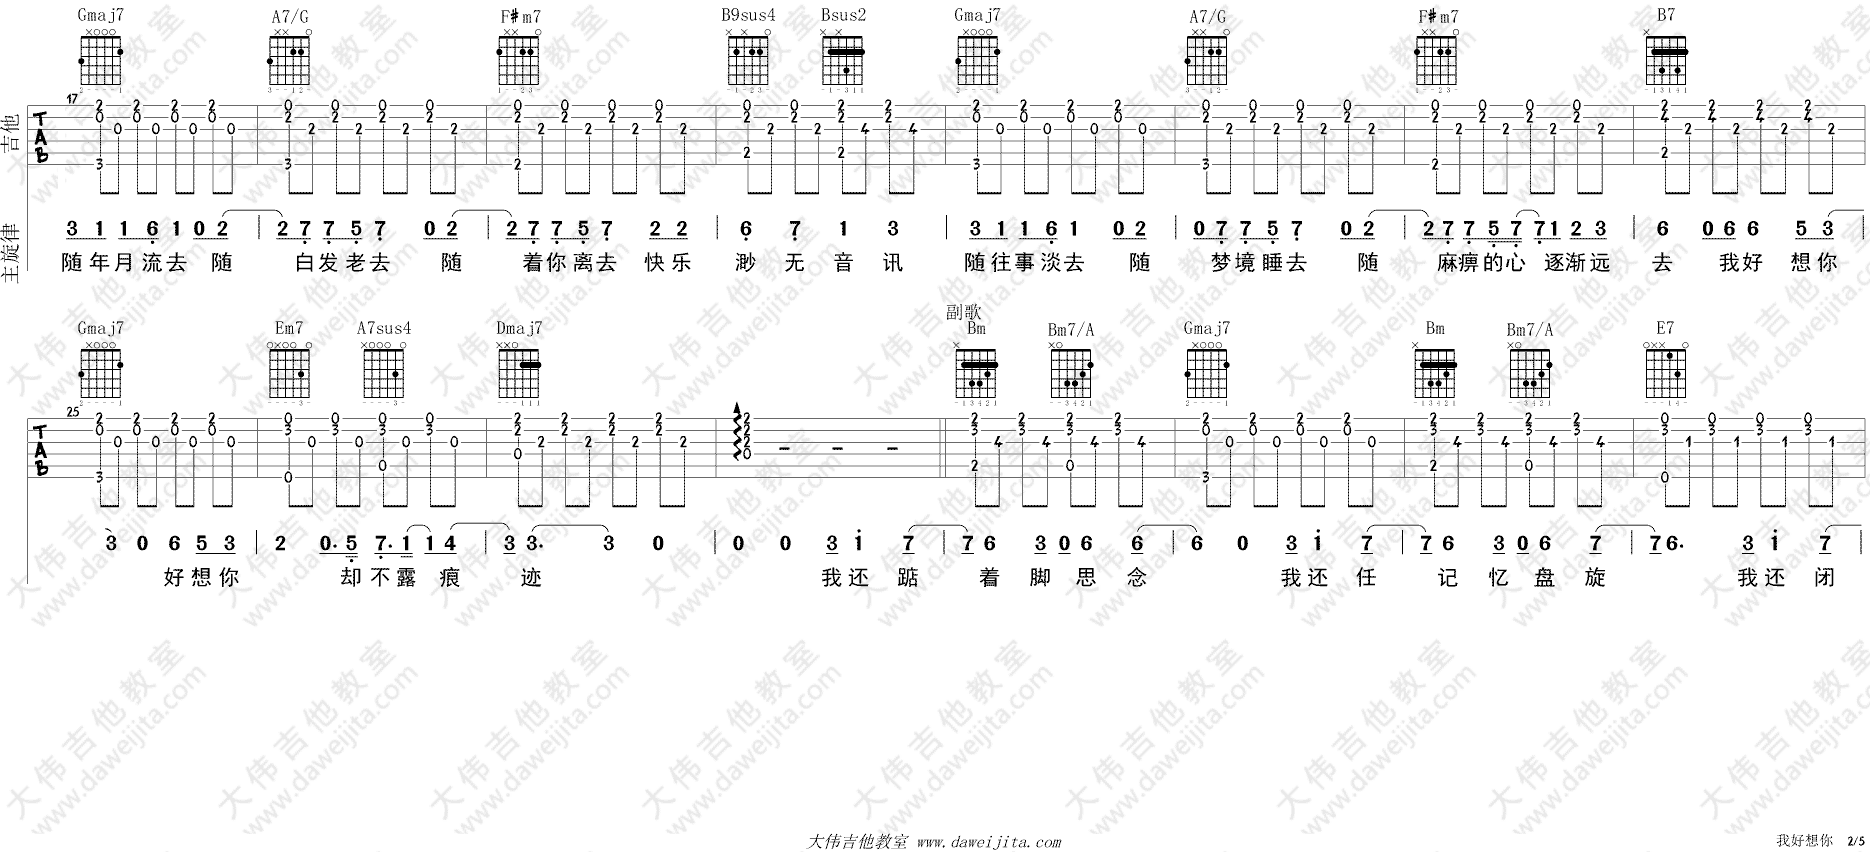 Gmaj7 A7/G F#m7 B9sus4 Bsus2 Gmaj7 A7/G F#m7 B7
17
吉他
TAB
主旋律
3 1 1 6 1 0 2 | 2 7 7 5 7 0 2 | 2 7 7 5 7 2 2 | 6 7 1 3 | 3 1 1 6 1 0 2 | 0 7 7 5 7 0 2 | 2 7 7 5 7 7 1 2 3 | 6 0 6 6 5 3 |
随年月流去 随 白发老去 随 着你离去 快乐 渺 无 音 讯 随往事淡去 随 梦境睡去 随 麻痹的心 逐渐远 去 我好 想你
副歌
Gmaj7 Em7 A7sus4 Dmaj7 Bm Bm7/A Gmaj7 Bm Bm7/A E7
25
TAB
3 0 6 5 3 | 2 0. 5 7. 1 1 4 | 3 3. 3 0 | 0 0 3 i 7 | 7 6 3 0 6 6 | 6 0 3 i 7 | 7 6 3 0 6 7 | 7 6. 3 i 7 |
好想你 却不露 痕 迹 我还踮 着 脚 思 念 我还任 记 忆 盘 旋 我还 闭
大伟吉他教室 www.daweijita.com
我好想你 2/5